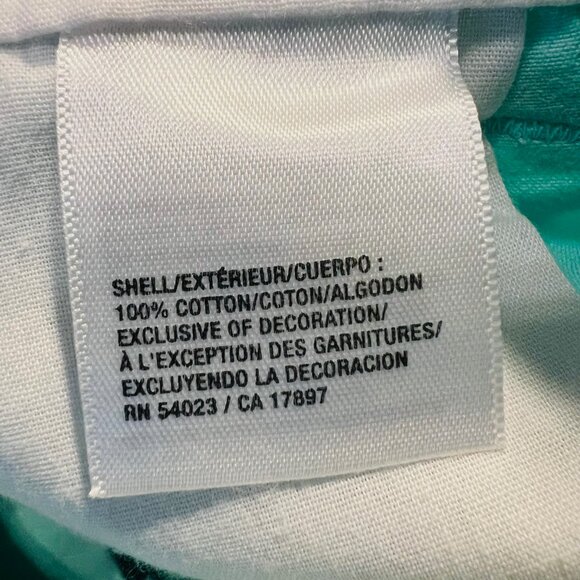 SHELL/EXTÉRIEUR/CUERPO :
100% COTTON/COTON/ALGODON
EXCLUSIVE OF DECORATION/
À L'EXCEPTION DES GARNITURES/
EXCLUYENDO LA DECORACION
RN 54023 / CA 17897